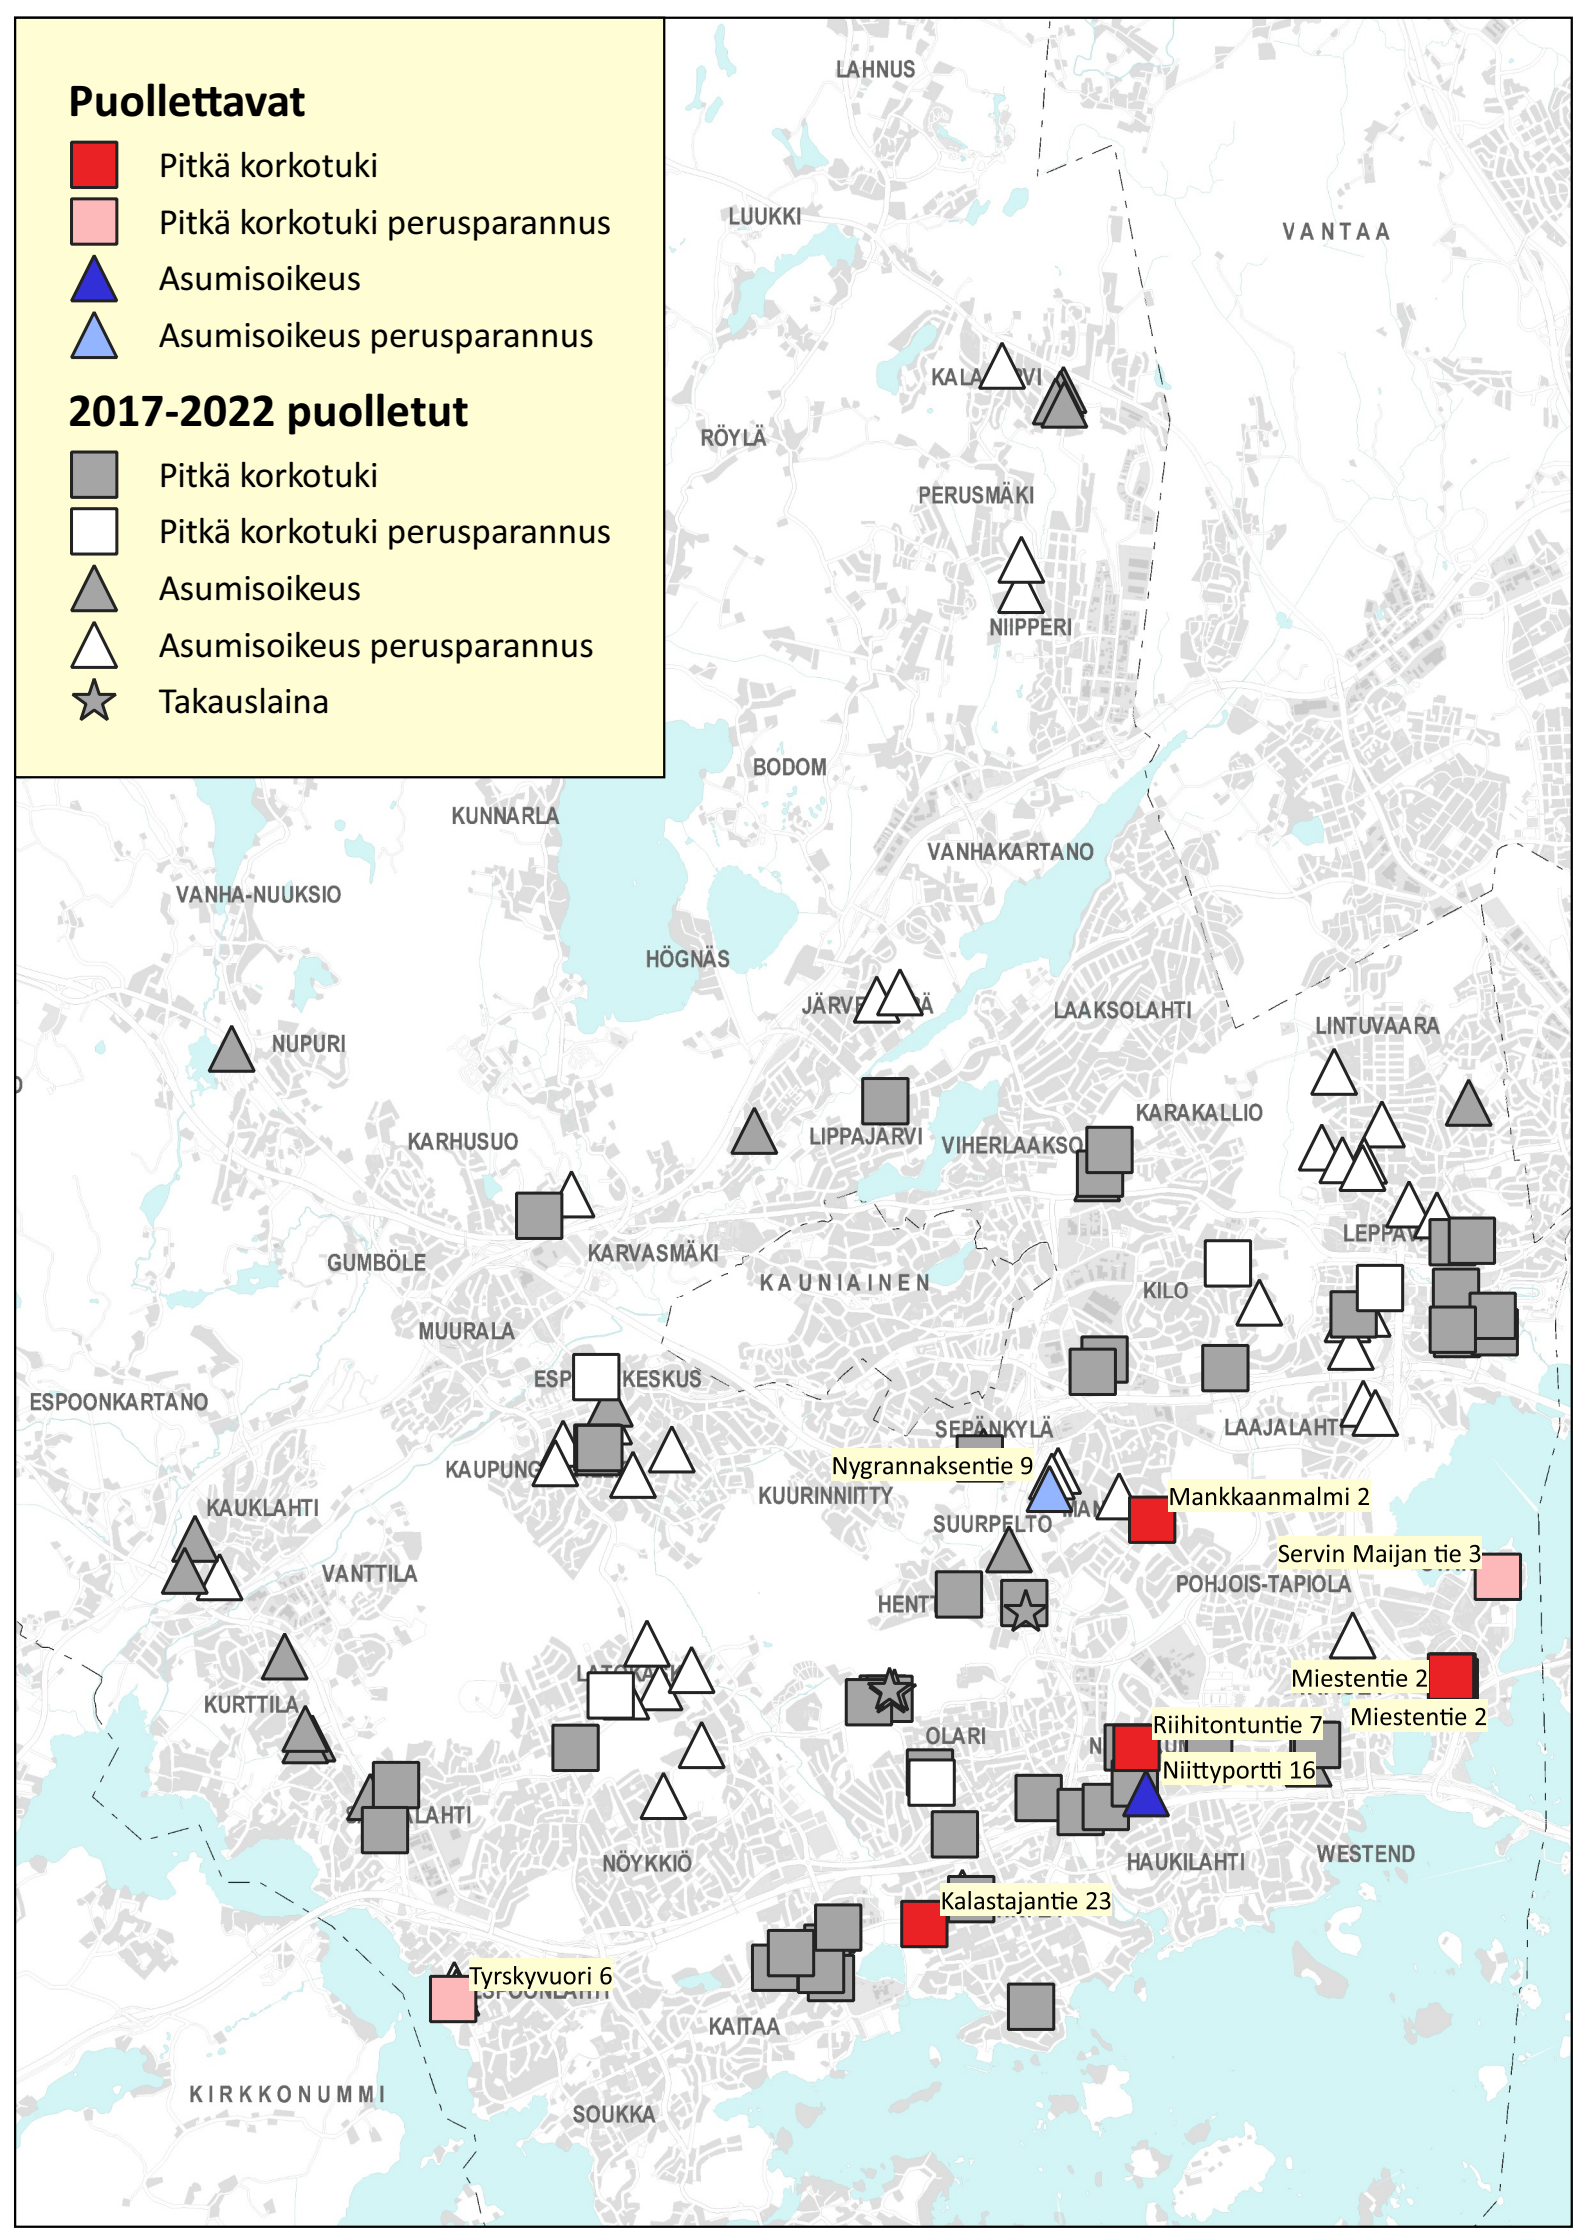 Puollettavat
Pitkä korkotuki
Pitkä korkotuki perusparannus
Asumisoikeus
Asumisoikeus perusparannus
2017-2022 puolletut
Pitkä korkotuki
Pitkä korkotuki perusparannus
Asumisoikeus
Asumisoikeus perusparannus
Takauslaina
LAHNUS
LUUKKI
VANTAA
RÖYLÄ
PERUSMÄKI
NIIPPERI
BODOM
KUNNARLA
VANHAKARTANO
VANHA-NUUKSIO
HÖGNÄS
LAAKSOLAHTI
LINTUVAARA
NUPURI
KARAKALLIO
LIPPAJÄRVI
VIHERLAAKSO
KARHUSUO
KARVASMÄKI
GUMBÖLE
KAUNIAINEN
KILO
MUURALA
KESKUS
ESPOONKARTANO
SEPÄNKYLÄ
Nygrannaksentie 9
KUURINNIITTY
Mankkaanmalmi 2
KAUKLAHTI
SUURPELTO
Servin Maijan tie 3
VANTTILA
POHJOIS-TAPIOLA
Miestentie 2
KURTTILA
Miestentie 2
Riihitontuntie 7
OLARI
Niittyportti 16
NÖYKKIÖ
HAUKILAHTI
WESTEND
Kalastajantie 23
Tyrskyvuori 6
ESPOONLAHTI
KAITAA
KIRKKONUMMI
SOUKKA